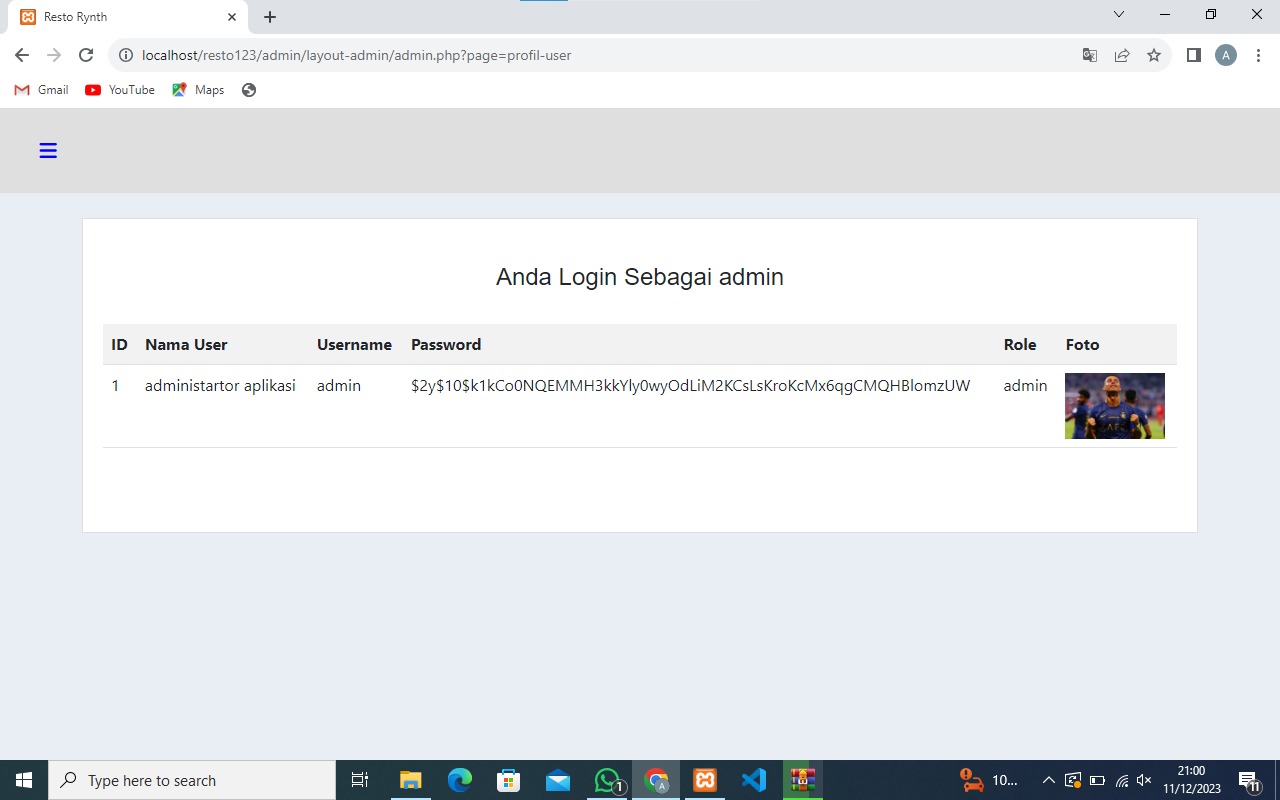 Resto Rynth
localhost/resto123/admin/layout-admin/admin.php?page=profil-user
A
Gmail YouTube Maps
Anda Login Sebagai admin
ID Nama User Username Password Role Foto
1 administartor aplikasi admin $2y$10$k1kCo0NQEMMH3kkYly0wyOdLiM2KCsLsKroKcMx6qgCMQHBlomzUW admin
Type here to search
1
A
10...
21:00
11/12/2023
11